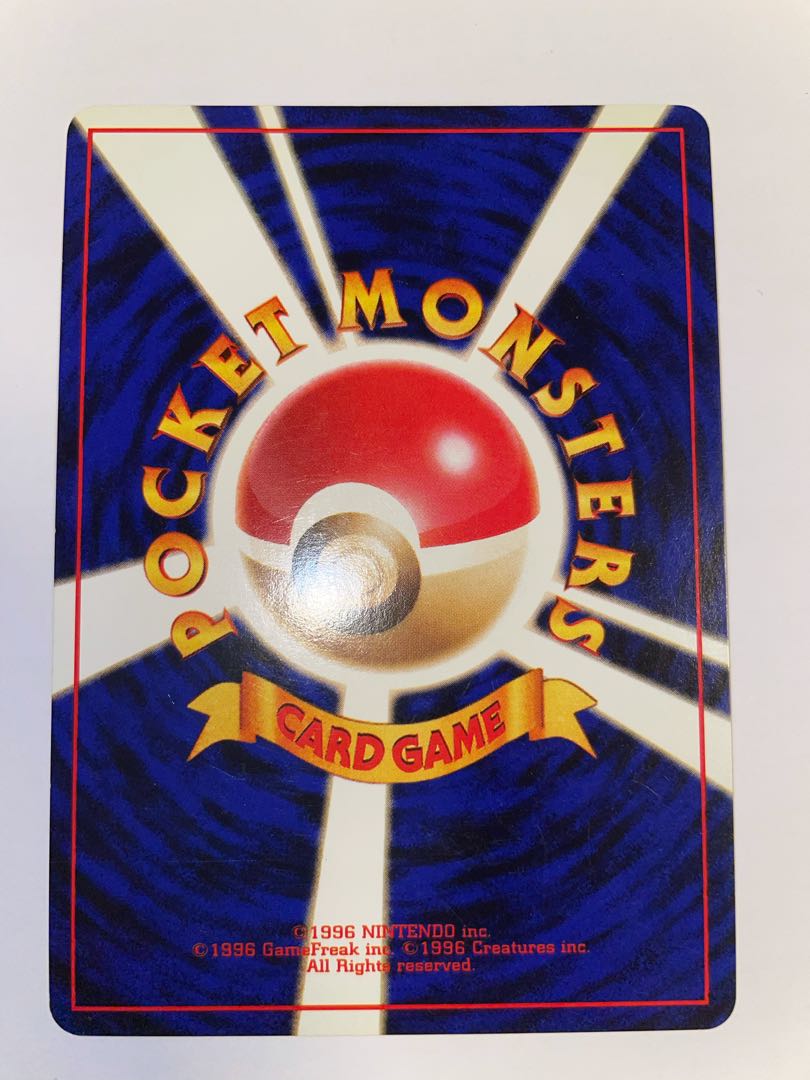 POCKET MONSTERS
CARD GAME
©1996 NINTENDO inc.
©1996 GameFreak inc. ©1996 Creatures inc.
All Rights reserved.